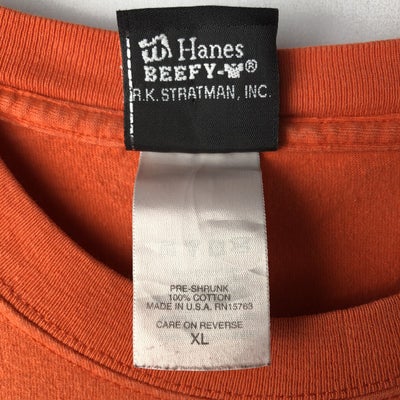 Hanes
BEEFY-T®
R.K. STRATMAN, INC.
PRE-SHRUNK
100% COTTON
MADE IN U.S.A. RN15763
CARE ON REVERSE
XL